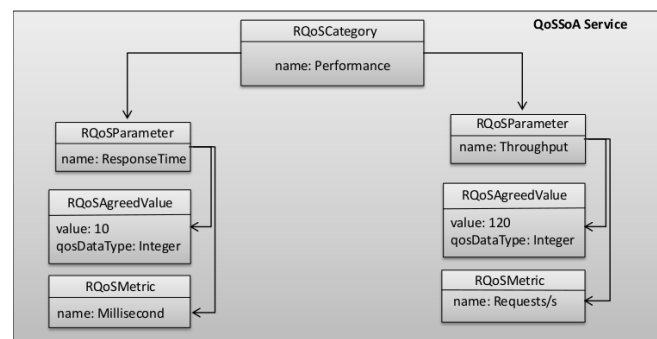 QoSSoA Service
RQoSCategory
name: Performance
RQoSParameter
name: ResponseTime
RQoSAgreedValue
value: 10
qosDataType: Integer
RQoSMetric
name: Millisecond
RQoSParameter
name: Throughput
RQoSAgreedValue
value: 120
qosDataType: Integer
RQoSMetric
name: Requests/s